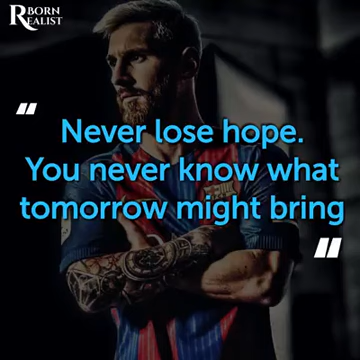 BORN
REALIST
"
Never lose hope.
You never know what
tomorrow might bring
"